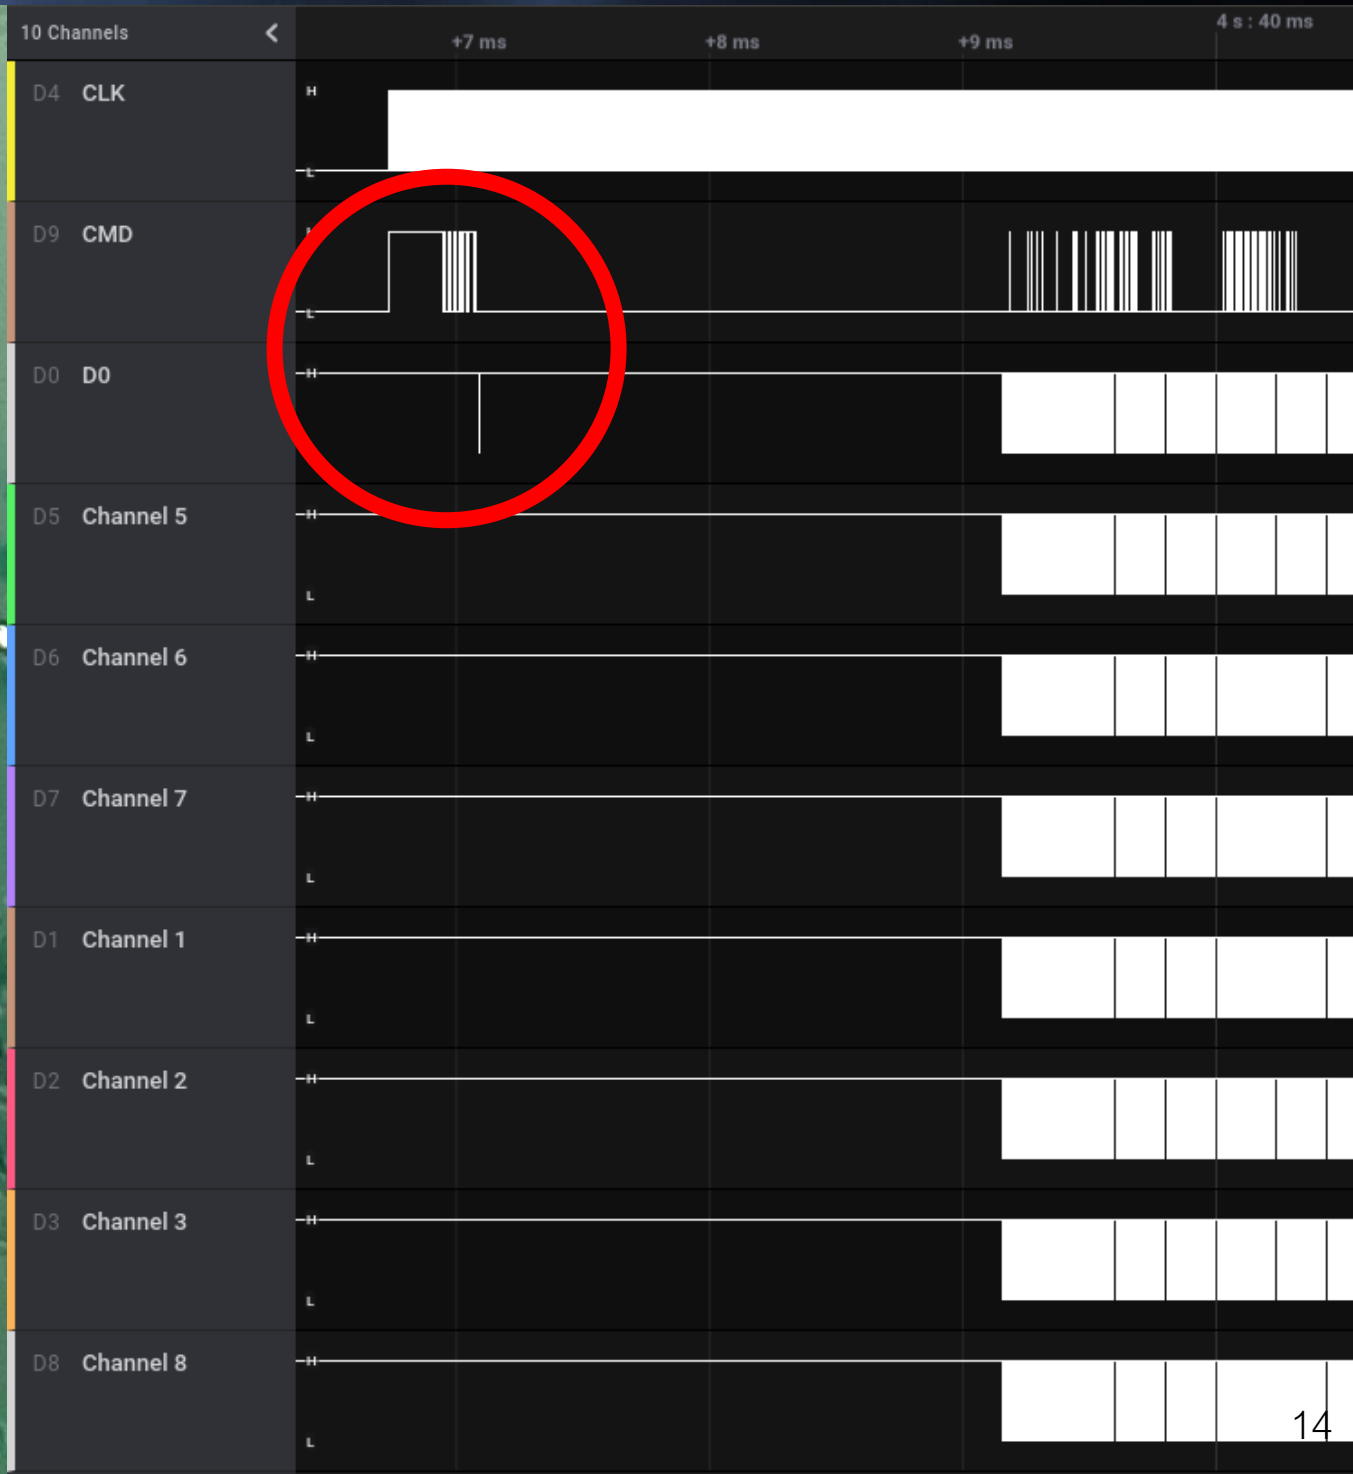 10 Channels
+7 ms
+8 ms
+9 ms
4 s : 40 ms
D4 CLK
H
L
D9 CMD
L
D0 D0
H
D5 Channel 5
H
L
D6 Channel 6
H
L
D7 Channel 7
H
L
D1 Channel 1
H
L
D2 Channel 2
H
L
D3 Channel 3
H
L
D8 Channel 8
H
L
14